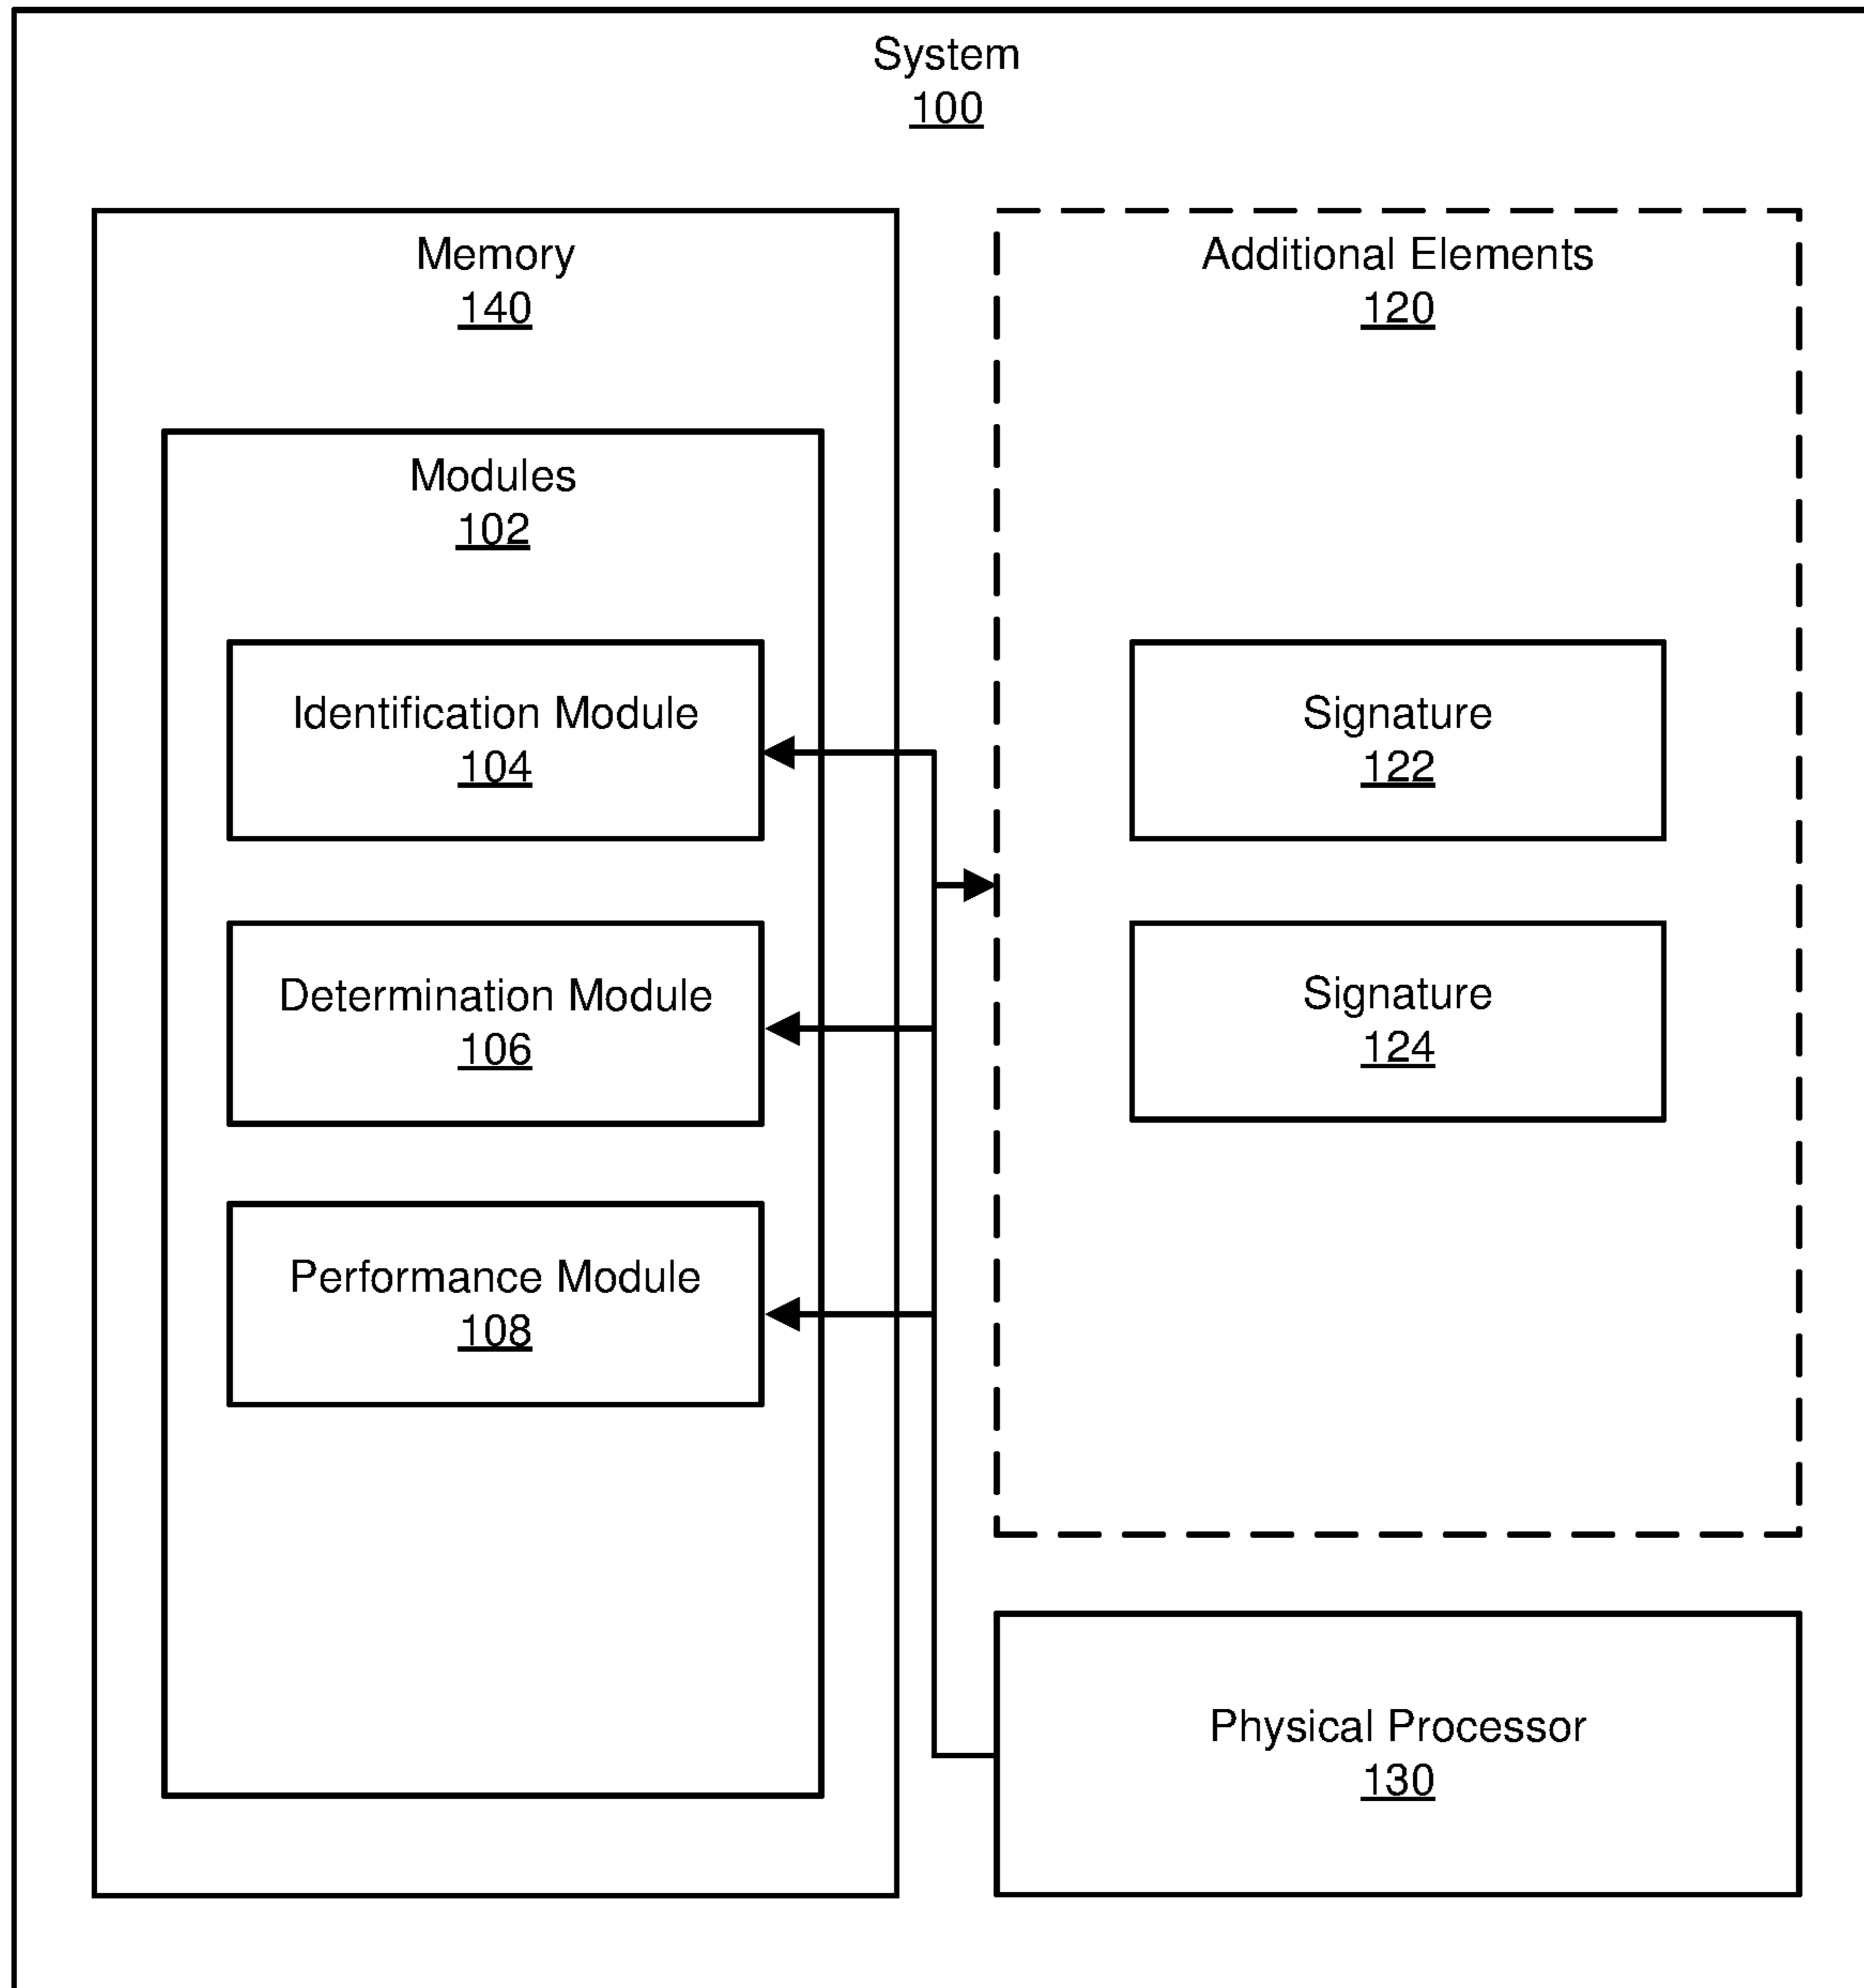 System
100
Memory
140
Modules
102
Identification Module
104
Determination Module
106
Performance Module
108
Additional Elements
120
Signature
122
Signature
124
Physical Processor
130